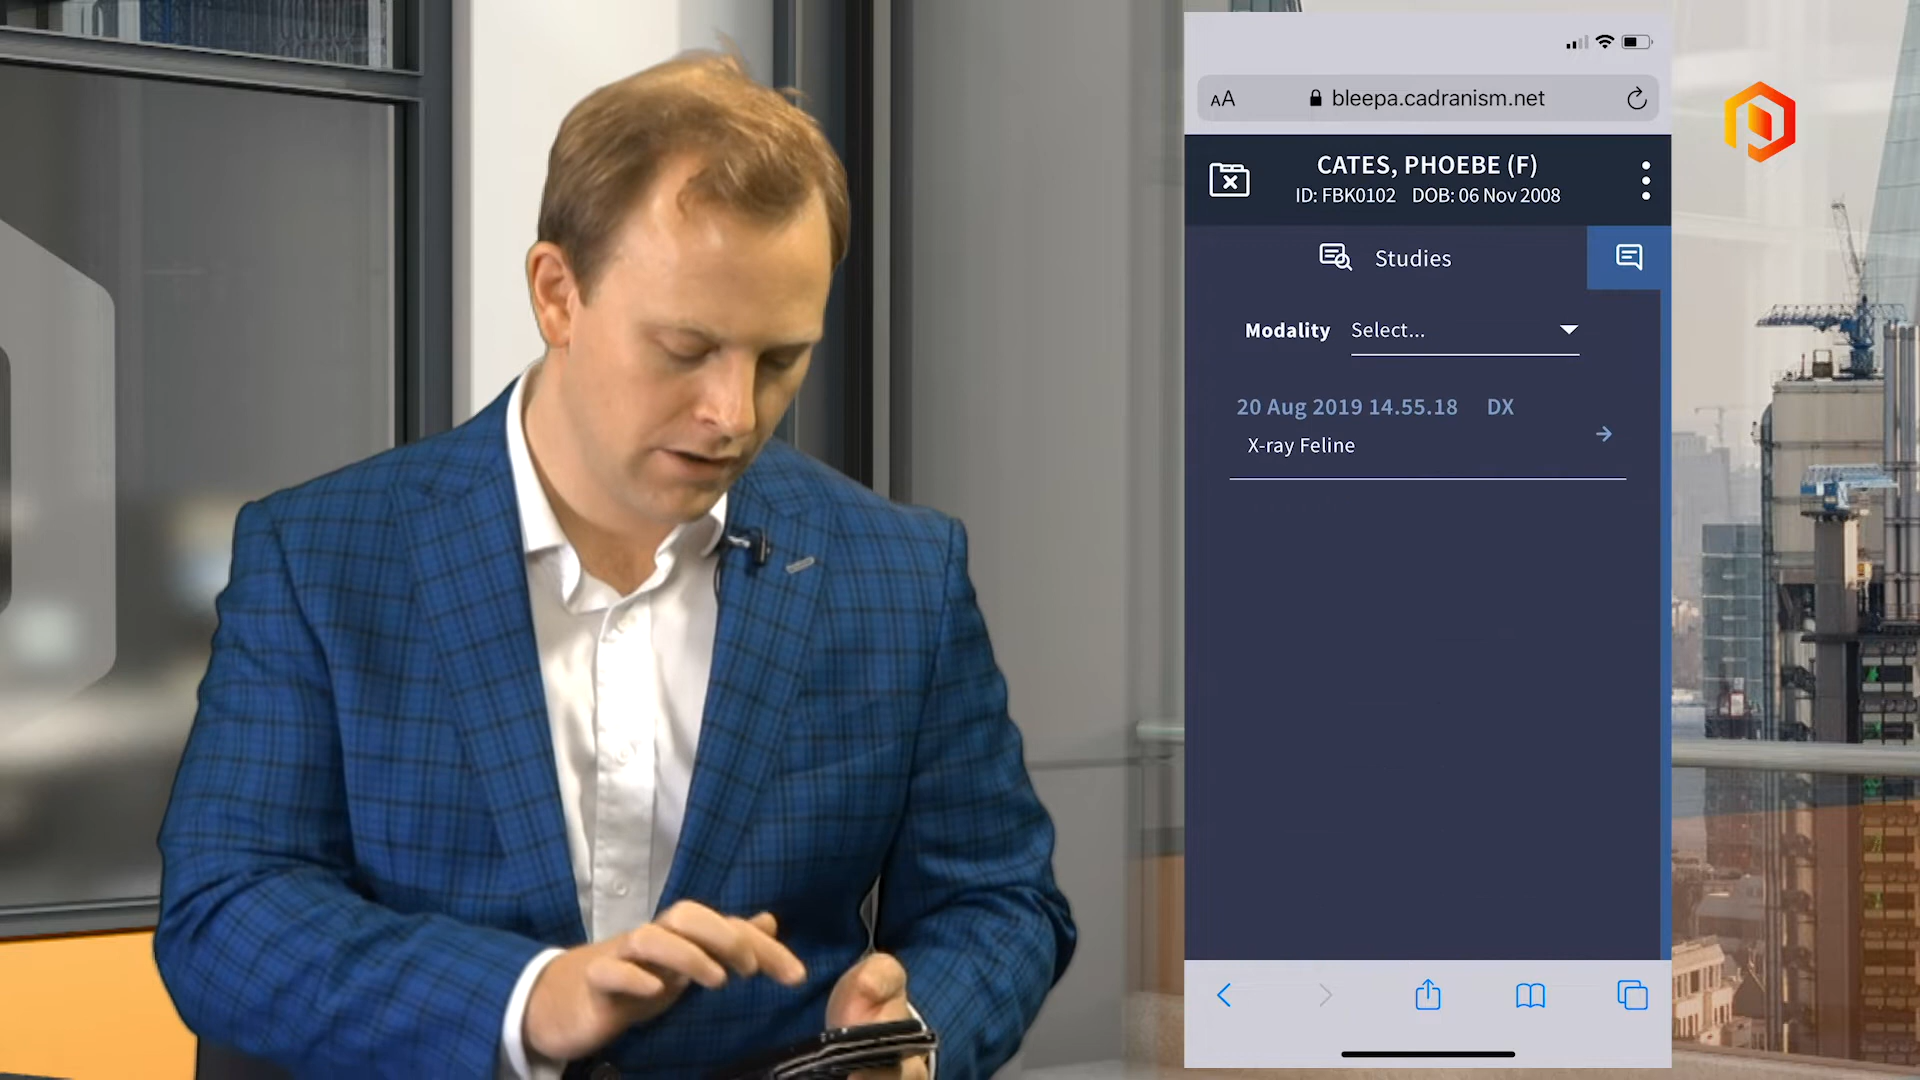 AA
bleepa.cadranism.net
CATES, PHOEBE (F)
ID: FBK0102 DOB: 06 Nov 2008
Studies
Modality Select...
20 Aug 2019 14.55.18 DX
X-ray Feline